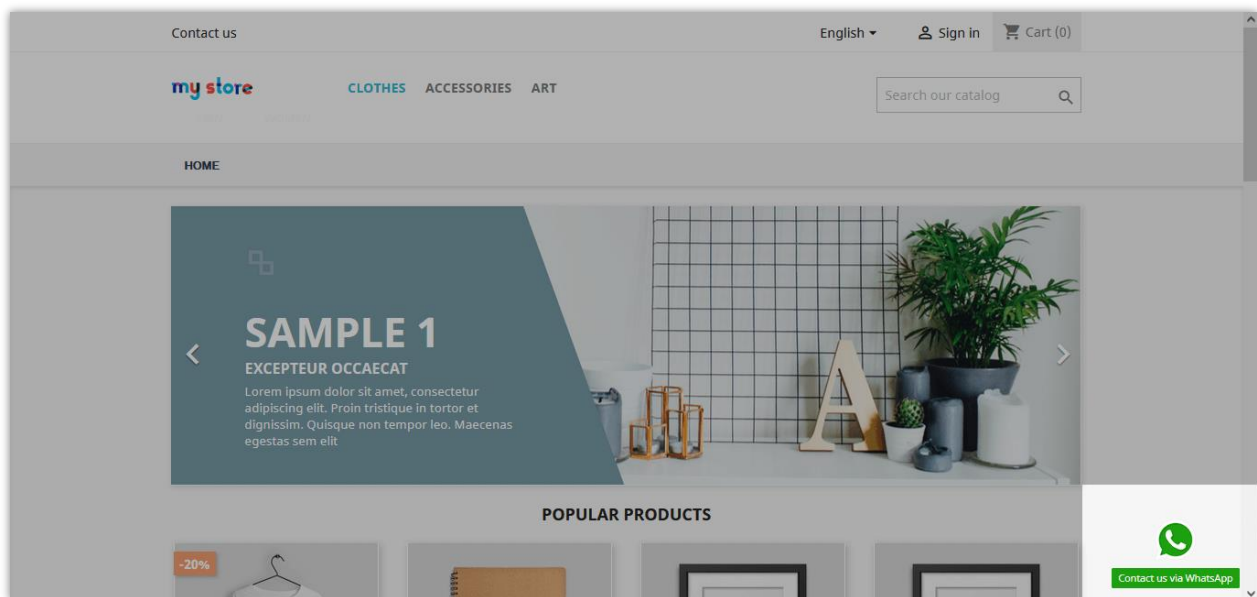 Contact us
English
Sign in
Cart (0)
my store
CLOTHES
ACCESSORIES
ART
Search our catalog
HOME
SAMPLE 1
EXCEPTEUR OCCAECAT
Lorem ipsum dolor sit amet, consectetur
adipiscing elit. Proin tristique in tortor et
dignissim. Quisque non tempor leo. Maecenas
egestas sem elit
A
POPULAR PRODUCTS
-20%
Contact us via WhatsApp